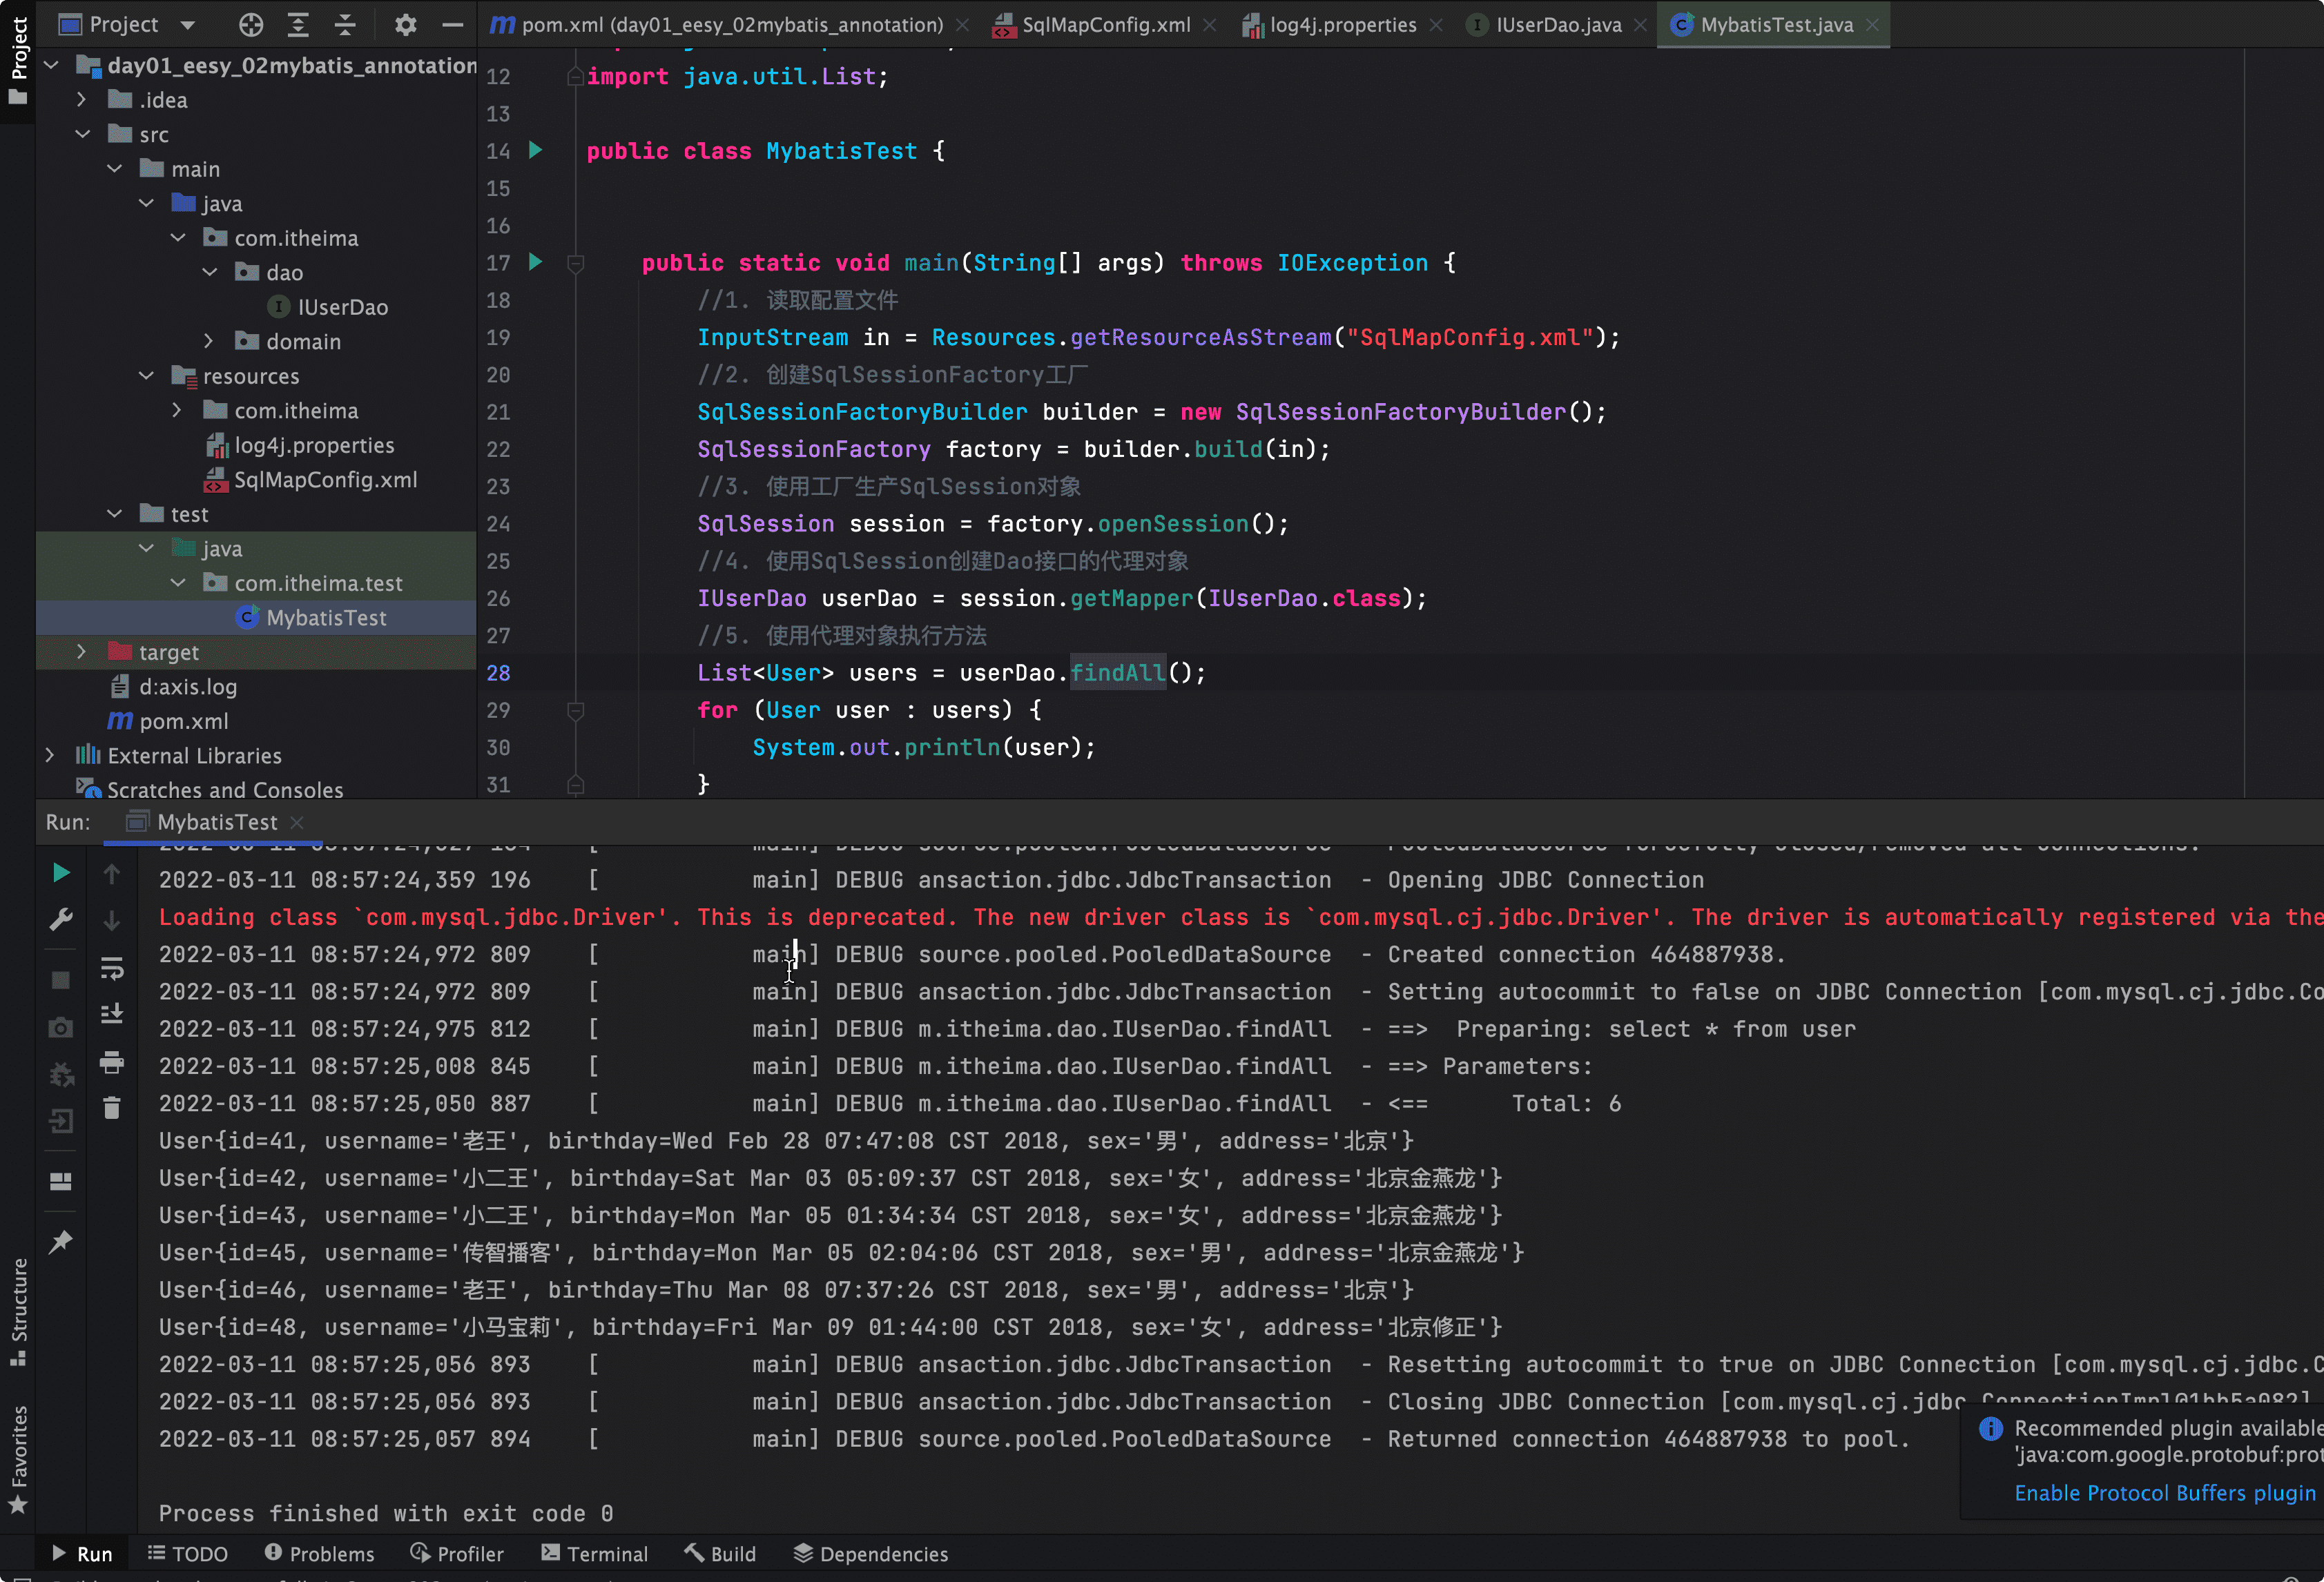 Project
pom.xml (day01_eesy_02mybatis_annotation)
SqlMapConfig.xml
log4j.properties
IUserDao.java
MybatisTest.java
Project
day01_eesy_02mybatis_annotation
.idea
src
main
java
com.itheima
dao
IUserDao
domain
resources
com.itheima
log4j.properties
SqlMapConfig.xml
test
java
com.itheima.test
MybatisTest
target
d:axis.log
pom.xml
External Libraries
Scratches and Consoles
12 import java.util.List;
13
14 public class MybatisTest {
15
16
17 public static void main(String[] args) throws IOException {
18 //1. 读取配置文件
19 InputStream in = Resources.getResourceAsStream("SqlMapConfig.xml");
20 //2. 创建SqlSessionFactory工厂
21 SqlSessionFactoryBuilder builder = new SqlSessionFactoryBuilder();
22 SqlSessionFactory factory = builder.build(in);
23 //3. 使用工厂生产SqlSession对象
24 SqlSession session = factory.openSession();
25 //4. 使用SqlSession创建Dao接口的代理对象
26 IUserDao userDao = session.getMapper(IUserDao.class);
27 //5. 使用代理对象执行方法
28 List<User> users = userDao.findAll();
29 for (User user : users) {
30 System.out.println(user);
31 }
Run: MybatisTest
2022-03-11 08:57:24,359 196 [ main] DEBUG ansaction.jdbc.JdbcTransaction - Opening JDBC Connection
Loading class `com.mysql.jdbc.Driver'. This is deprecated. The new driver class is `com.mysql.cj.jdbc.Driver'. The driver is automatically registered via the
2022-03-11 08:57:24,972 809 [ main] DEBUG source.pooled.PooledDataSource - Created connection 464887938.
2022-03-11 08:57:24,972 809 [ main] DEBUG ansaction.jdbc.JdbcTransaction - Setting autocommit to false on JDBC Connection [com.mysql.cj.jdbc.Co
2022-03-11 08:57:24,975 812 [ main] DEBUG m.itheima.dao.IUserDao.findAll - ==> Preparing: select * from user
2022-03-11 08:57:25,008 845 [ main] DEBUG m.itheima.dao.IUserDao.findAll - ==> Parameters:
2022-03-11 08:57:25,050 887 [ main] DEBUG m.itheima.dao.IUserDao.findAll - <== Total: 6
User{id=41, username='老王', birthday=Wed Feb 28 07:47:08 CST 2018, sex='男', address='北京'}
User{id=42, username='小二王', birthday=Sat Mar 03 05:09:37 CST 2018, sex='女', address='北京金燕龙'}
User{id=43, username='小二王', birthday=Mon Mar 05 01:34:34 CST 2018, sex='女', address='北京金燕龙'}
User{id=45, username='传智播客', birthday=Mon Mar 05 02:04:06 CST 2018, sex='男', address='北京金燕龙'}
User{id=46, username='老王', birthday=Thu Mar 08 07:37:26 CST 2018, sex='男', address='北京'}
User{id=48, username='小马宝莉', birthday=Fri Mar 09 01:44:00 CST 2018, sex='女', address='北京修正'}
2022-03-11 08:57:25,056 893 [ main] DEBUG ansaction.jdbc.JdbcTransaction - Resetting autocommit to true on JDBC Connection [com.mysql.cj.jdbc.C
2022-03-11 08:57:25,056 893 [ main] DEBUG ansaction.jdbc.JdbcTransaction - Closing JDBC Connection [com.mysql.cj.jdbc.ConnectionImpl@1bb5a082]
2022-03-11 08:57:25,057 894 [ main] DEBUG source.pooled.PooledDataSource - Returned connection 464887938 to pool.
Process finished with exit code 0
Recommended plugin available
'java:com.google.protobuf:prot
Enable Protocol Buffers plugin
Structure
Favorites
Run
TODO
Problems
Profiler
Terminal
Build
Dependencies